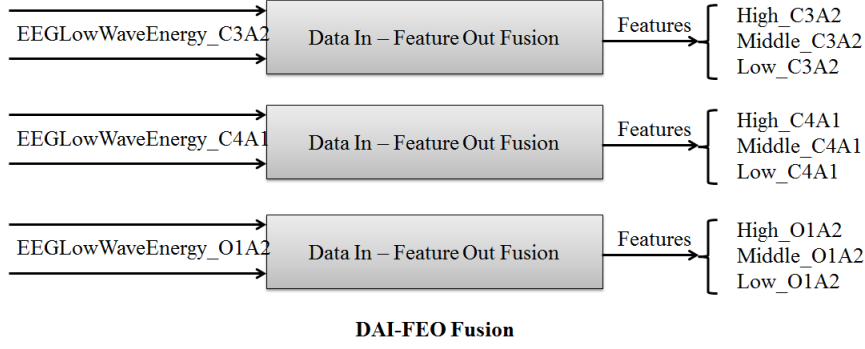 EEGLowWaveEnergy_C3A2
Data In – Feature Out Fusion
Features
High_C3A2
Middle_C3A2
Low_C3A2
EEGLowWaveEnergy_C4A1
Data In – Feature Out Fusion
Features
High_C4A1
Middle_C4A1
Low_C4A1
EEGLowWaveEnergy_O1A2
Data In – Feature Out Fusion
Features
High_O1A2
Middle_O1A2
Low_O1A2
DAI-FEO Fusion